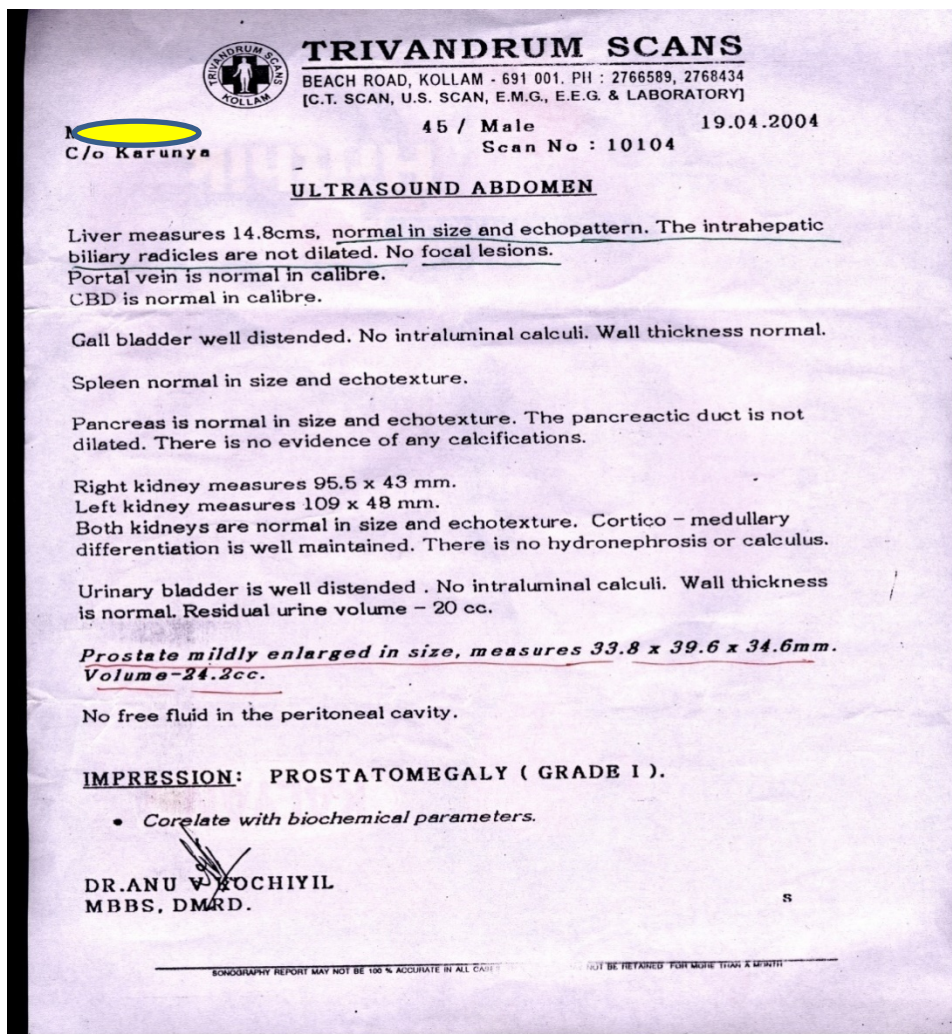 TRIVANDRUM SCANS
KOLLAM
TRIVANDRUM SCANS
BEACH ROAD, KOLLAM - 691 001. PH : 2766589, 2768434
[C.T. SCAN, U.S. SCAN, E.M.G., E.E.G. & LABORATORY]
M
45 / Male
19.04.2004
C/o Karunya
Scan No : 10104
ULTRASOUND ABDOMEN
Liver measures 14.8cms, normal in size and echopattern. The intrahepatic
biliary radicles are not dilated. No focal lesions.
Portal vein is normal in calibre.
CBD is normal in calibre.
Gall bladder well distended. No intraluminal calculi. Wall thickness normal.
Spleen normal in size and echotexture.
Pancreas is normal in size and echotexture. The pancreactic duct is not
dilated. There is no evidence of any calcifications.
Right kidney measures 95.5 x 43 mm.
Left kidney measures 109 x 48 mm.
Both kidneys are normal in size and echotexture. Cortico – medullary
differentiation is well maintained. There is no hydronephrosis or calculus.
Urinary bladder is well distended . No intraluminal calculi. Wall thickness
is normal. Residual urine volume – 20 cc.
Prostate mildly enlarged in size, measures 33.8 x 39.6 x 34.6mm.
Volume-24.2cc.
No free fluid in the peritoneal cavity.
IMPRESSION: PROSTATOMEGALY ( GRADE I ).
• Corelate with biochemical parameters.
DR.ANU
MBBS, DMRD.
s
SONOGRAPHY REPORT MAY NOT BE 100 % ACCURATE IN ALL NOT BE RETAINED FOR MORE THAN A MONTH